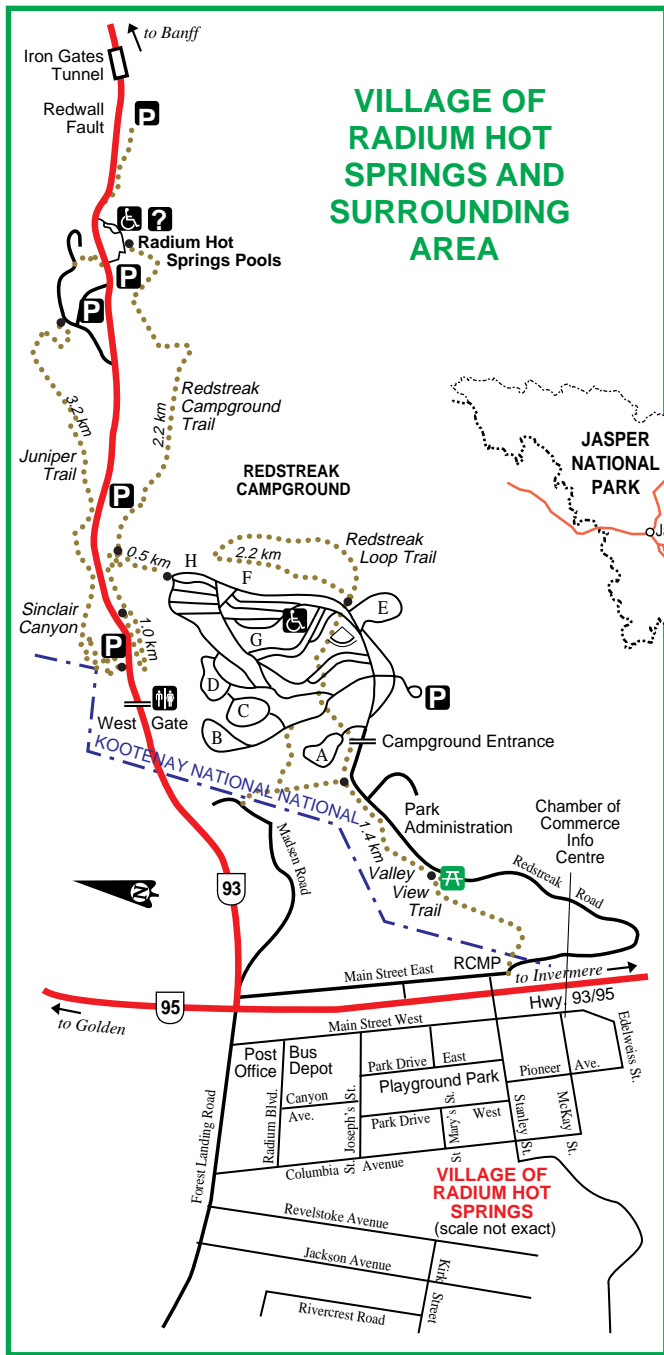 to Banff
Iron Gates
Tunnel
Redwall
Fault
P
VILLAGE OF
RADIUM HOT
SPRINGS AND
SURROUNDING
AREA
?
Radium Hot
Springs Pools
P
P
3.2 km
Redstreak
Campground
Trail
2.2 km
Juniper
Trail
JASPER
NATIONAL
PARK
REDSTREAK
CAMPGROUND
P
0.5 km
2.2 km
Redstreak
Loop Trail
H
F
E
G
Sinclair
Canyon
1.0 km
P
D
C
B
A
P
West Gate
Campground Entrance
KOOTENAY NATIONAL NATIONAL
Park
Administration
Chamber of
Commerce
Info
Centre
Madsen Road
1.4 km
Valley
View
Trail
Redstreak Road
N
93
RCMP
Main Street East
to Invermere
95
Hwy. 93/95
to Golden
Main Street West
Edelweiss St.
Post
Office
Bus
Depot
Park Drive East
Pioneer Ave.
Playground Park
Canyon
Ave.
Radium Blvd.
St. Joseph's St.
Park Drive West
St Mary's St.
Stanley St.
McKay St.
Forest Landing Road
Columbia Avenue
VILLAGE OF
RADIUM HOT
SPRINGS
(scale not exact)
Revelstoke Avenue
Jackson Avenue
Kirk Street
Rivercrest Road